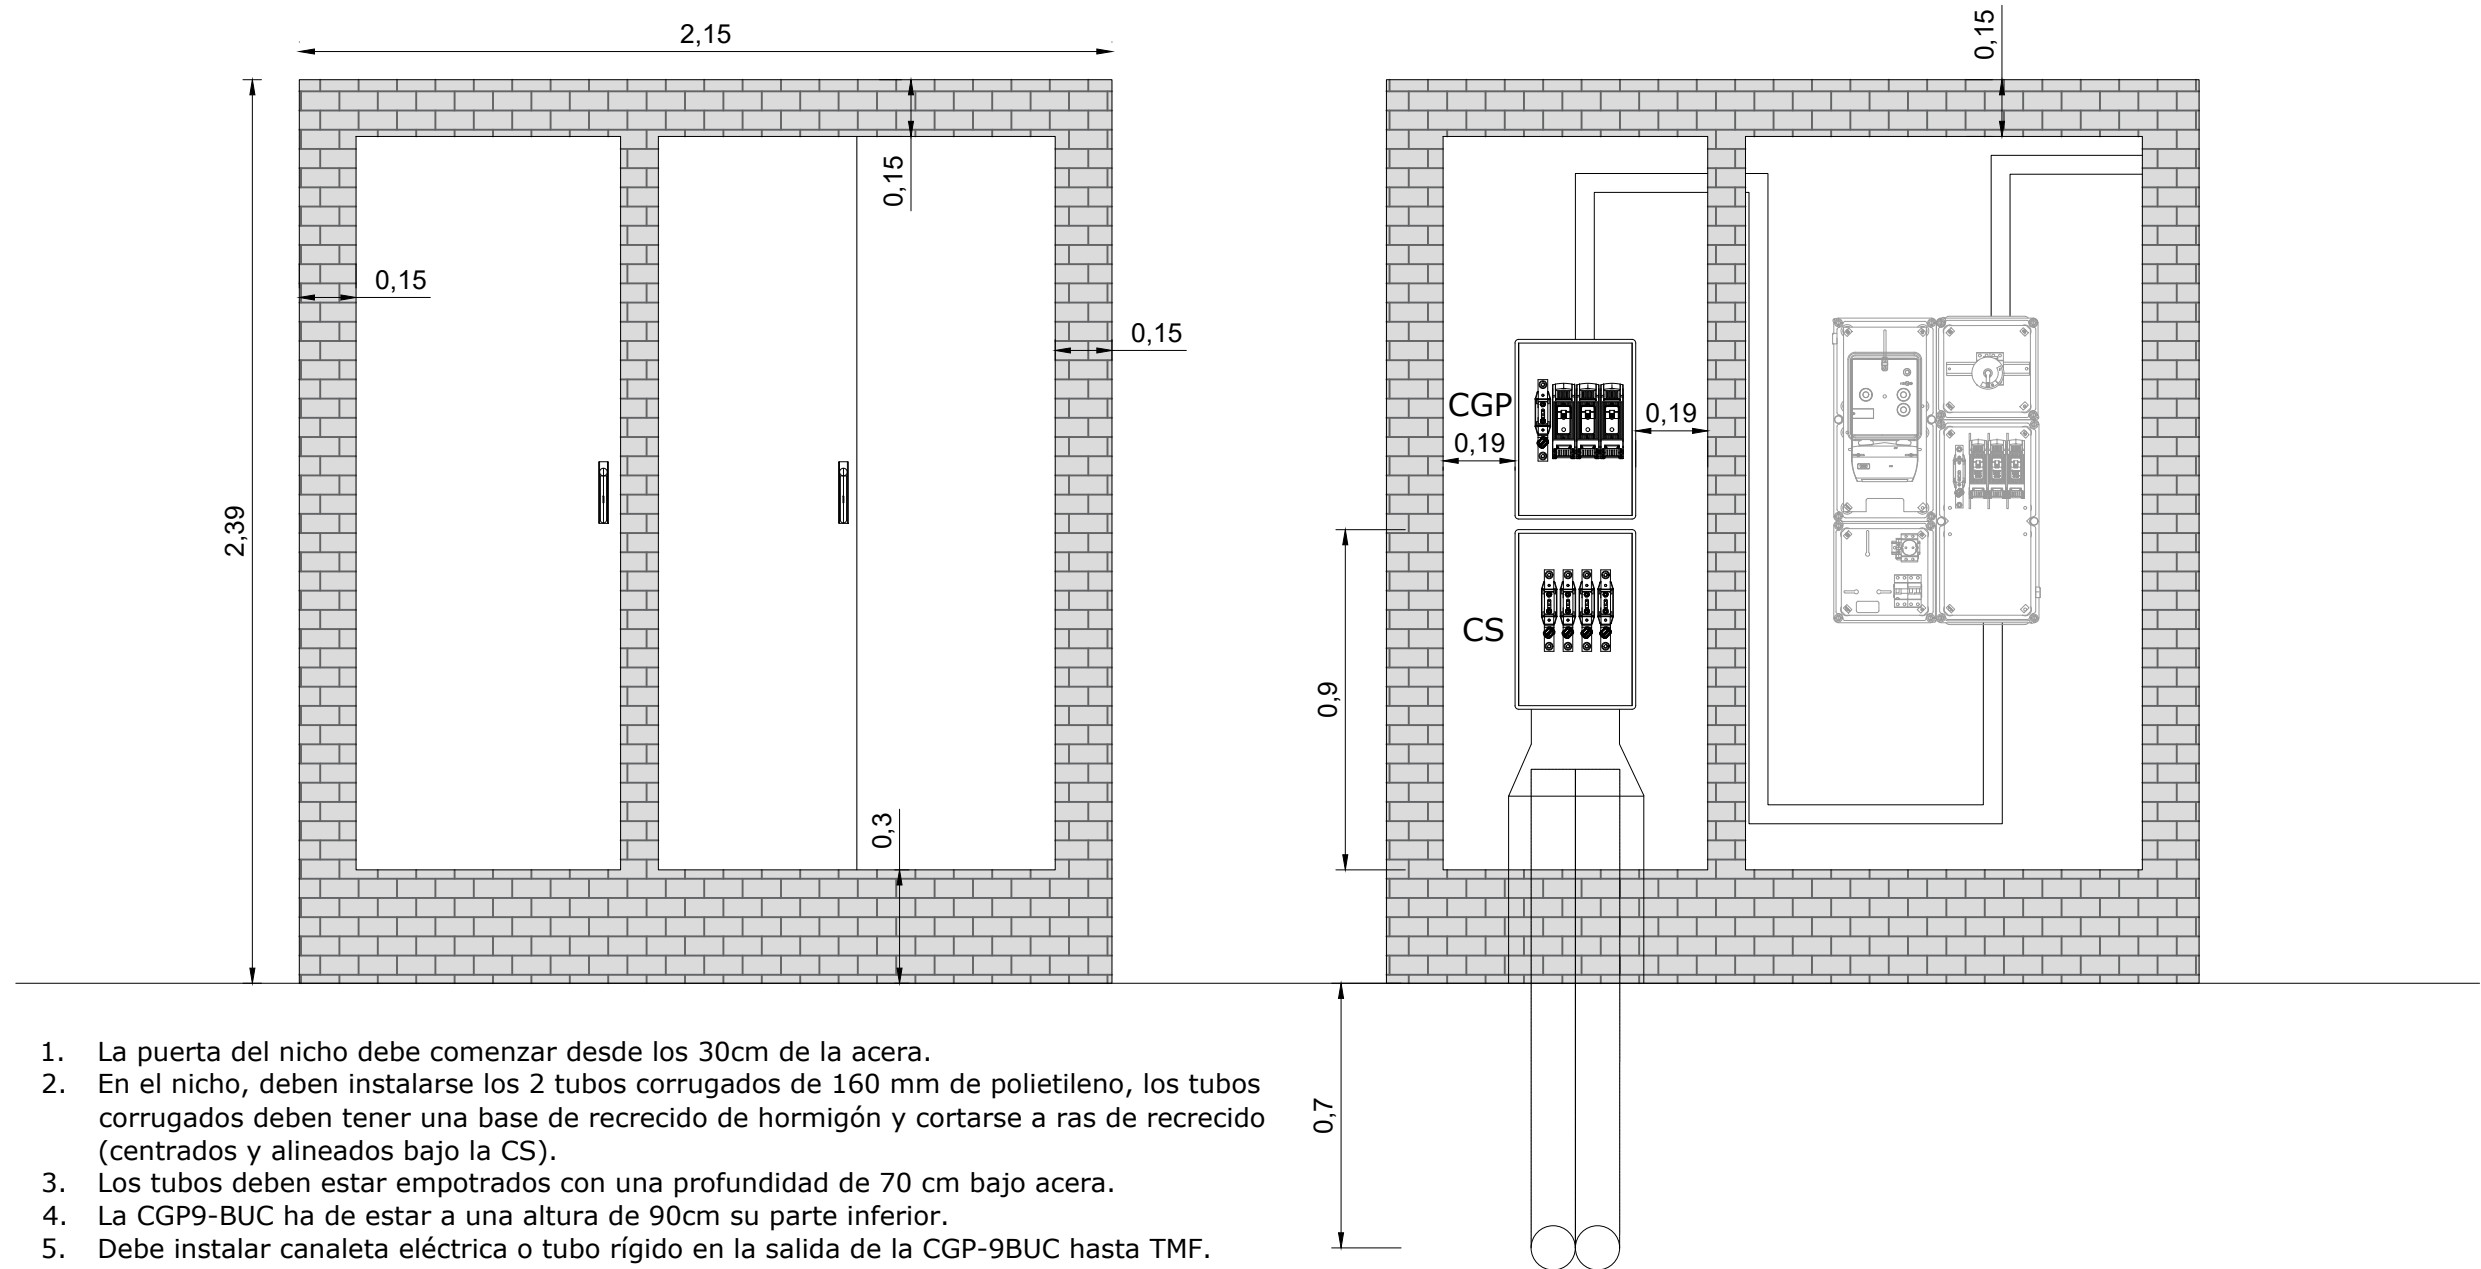 2,15
0,15
0,15
0,15
0,15
CGP
0,19
0,19
2,39
CS
0,9
0,3
0,7
1. La puerta del nicho debe comenzar desde los 30cm de la acera.
2. En el nicho, deben instalarse los 2 tubos corrugados de 160 mm de polietileno, los tubos
corrugados deben tener una base de recrecido de hormigón y cortarse a ras de recrecido
(centrados y alineados bajo la CS).
3. Los tubos deben estar empotrados con una profundidad de 70 cm bajo acera.
4. La CGP9-BUC ha de estar a una altura de 90cm su parte inferior.
5. Debe instalar canaleta eléctrica o tubo rígido en la salida de la CGP-9BUC hasta TMF.